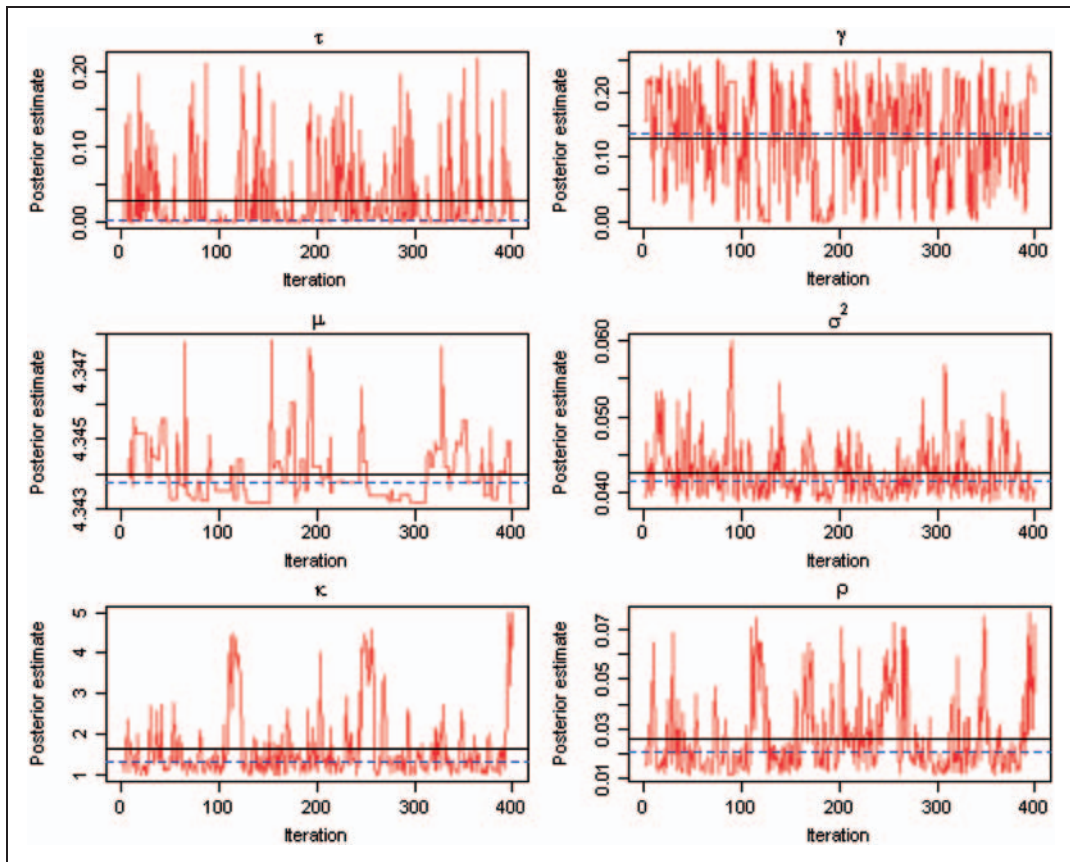 τ
Posterior estimate
0.20
0.10
0.00
0 100 200 300 400
Iteration
γ
Posterior estimate
0.20
0.10
0.00
0 100 200 300 400
Iteration
μ
Posterior estimate
4.347
4.345
4.343
0 100 200 300 400
Iteration
σ²
Posterior estimate
0.060
0.050
0.040
0 100 200 300 400
Iteration
κ
Posterior estimate
5
4
3
2
1
0 100 200 300 400
Iteration
ρ
Posterior estimate
0.07
0.05
0.03
0.01
0 100 200 300 400
Iteration